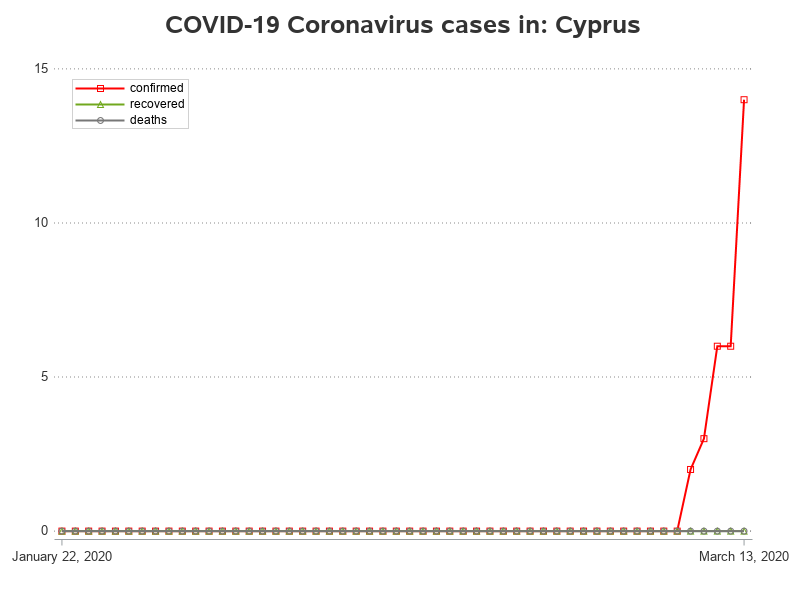 COVID-19 Coronavirus cases in: Cyprus
15
confirmed
recovered
deaths
10
5
0
January 22, 2020
March 13, 2020